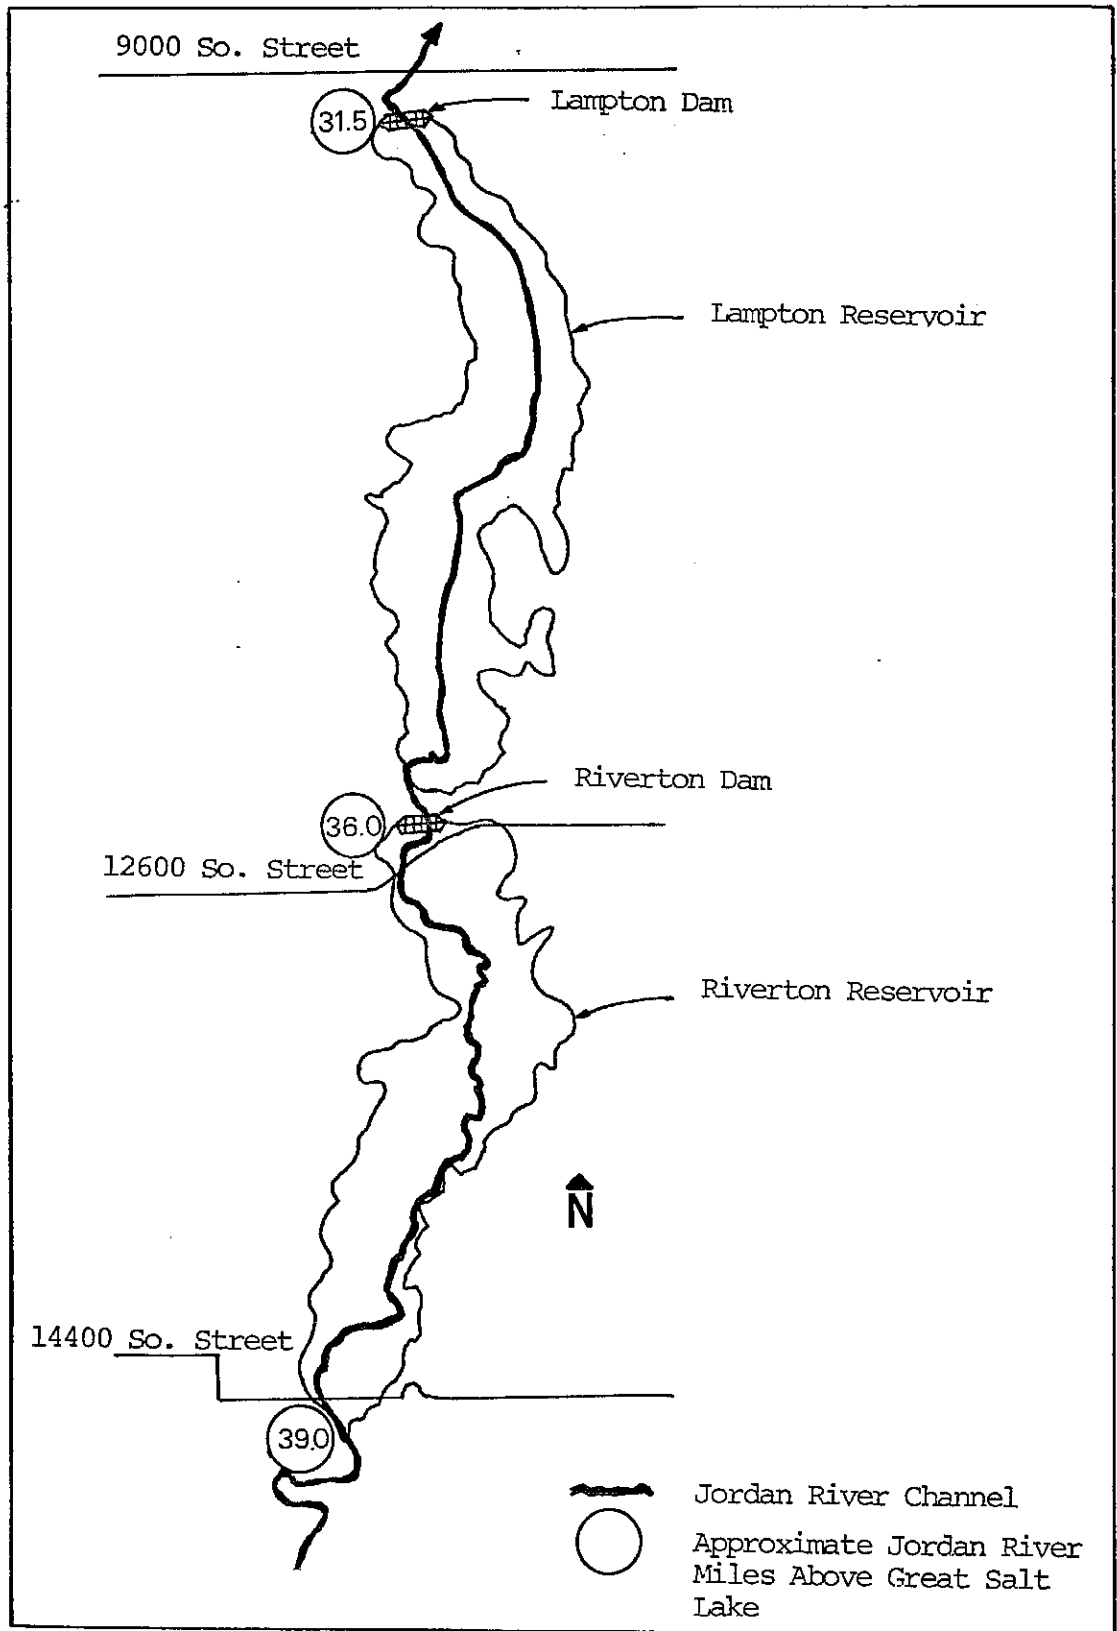 9000 So. Street
Lampton Dam
31.5
Lampton Reservoir
Riverton Dam
36.0
12600 So. Street
Riverton Reservoir
N
14400 So. Street
39.0
Jordan River Channel
Approximate Jordan River
Miles Above Great Salt
Lake